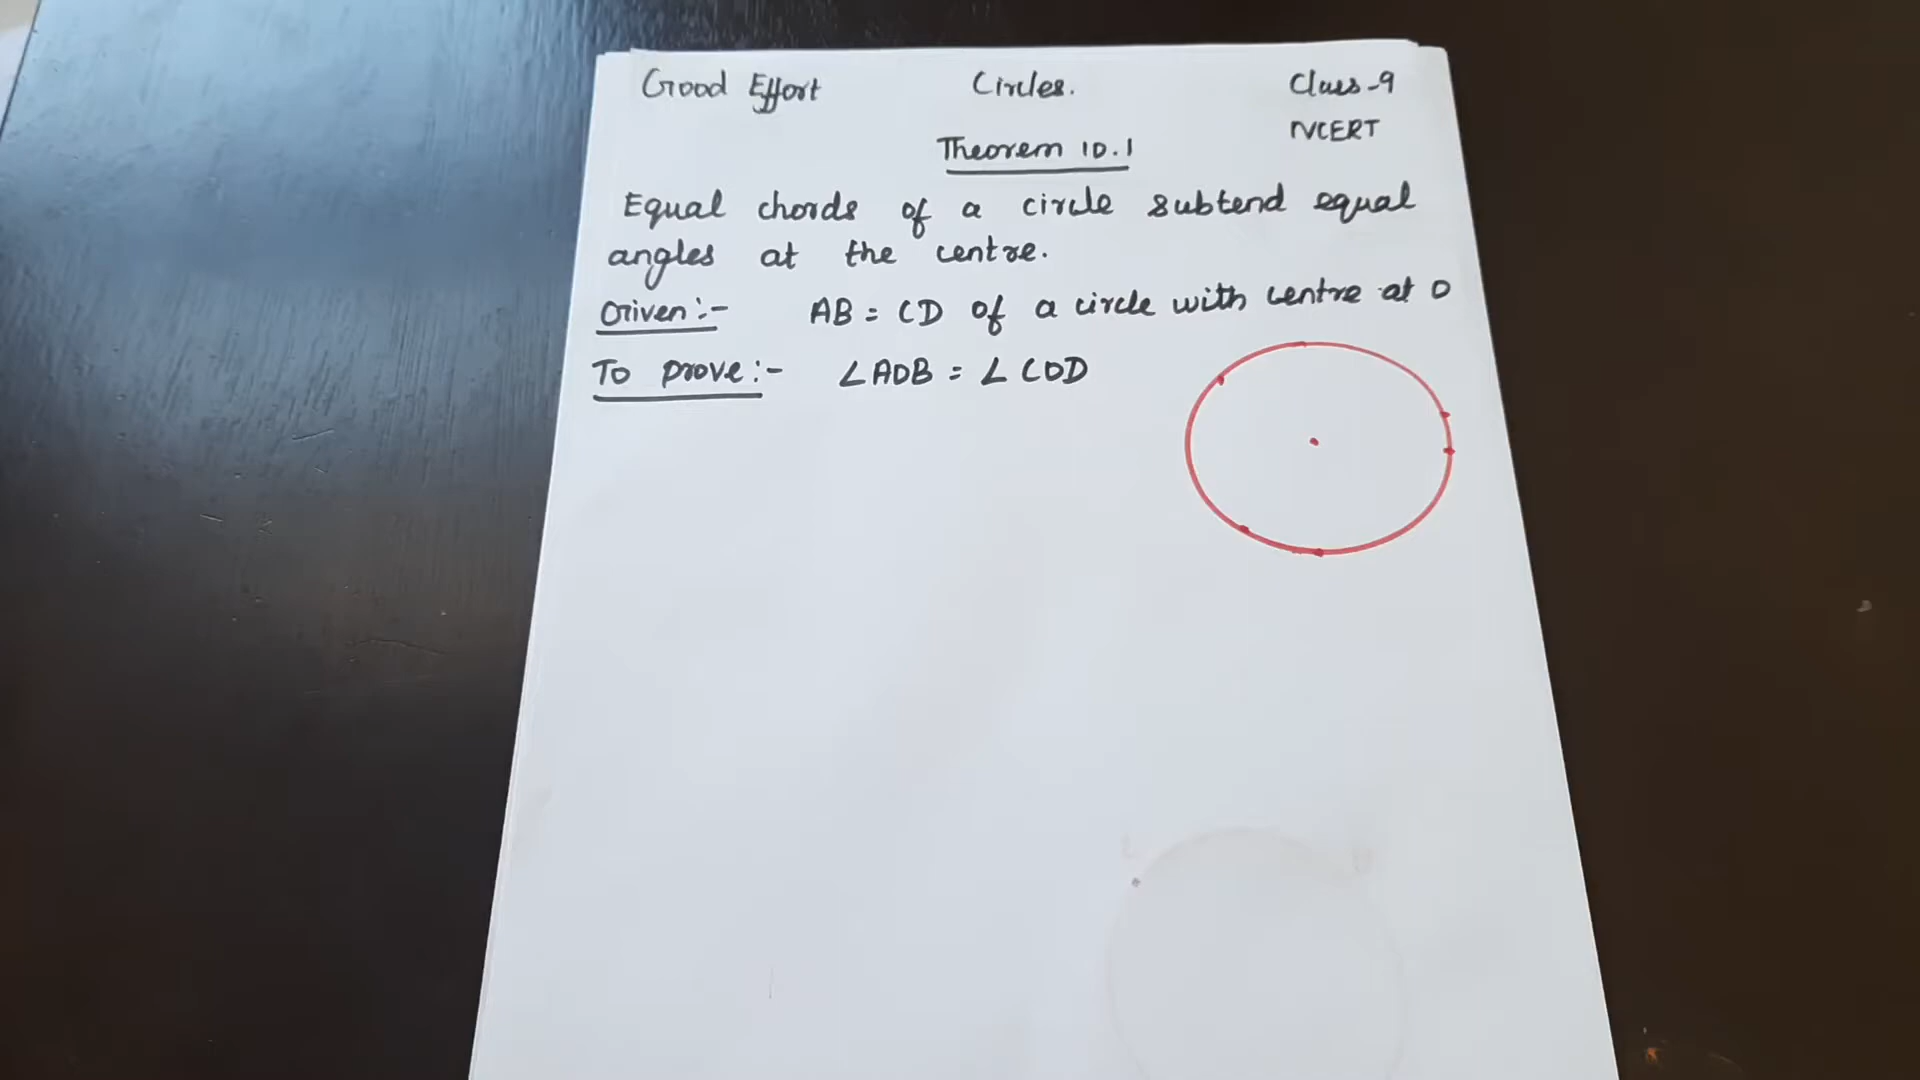 Good Effort Circles. Class-9
NCERT
Theorem 10.1
Equal chords of a circle subtend equal
angles at the centre.
Given:- AB = CD of a circle with centre at O
To prove:- ∠AOB = ∠COD